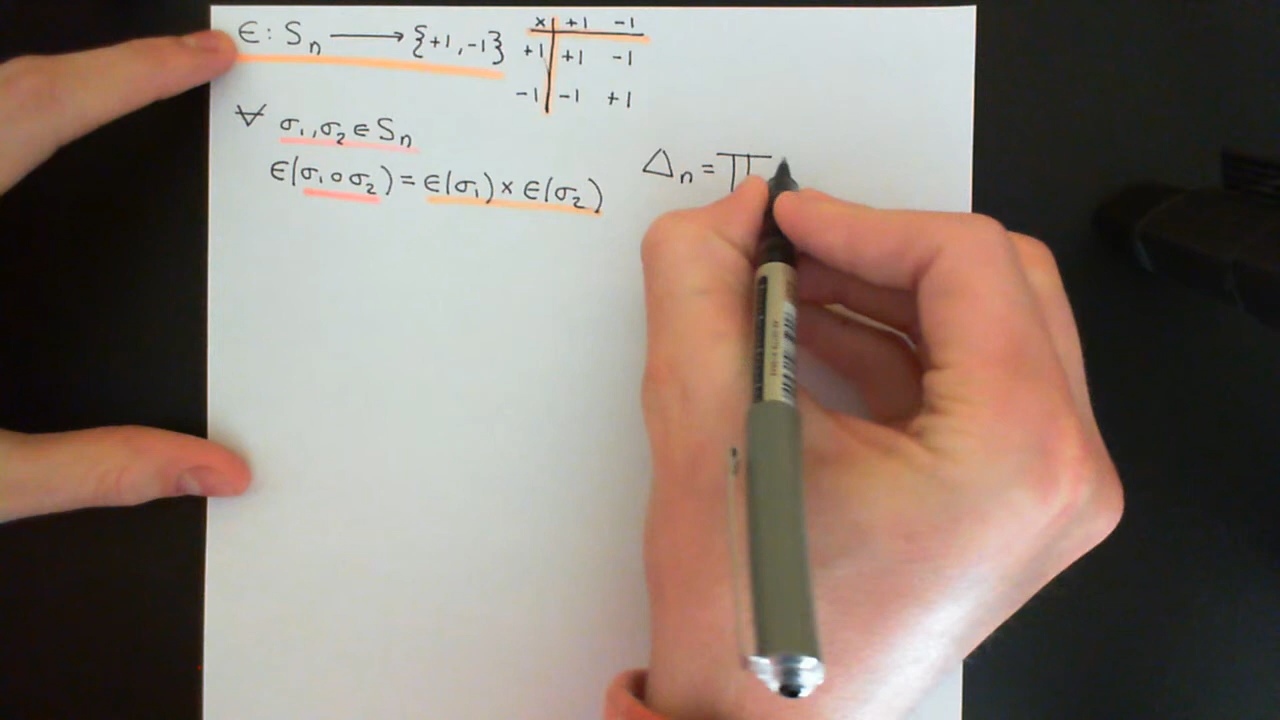 ϵ: Sₙ ⟶ {+1, -1}
× | +1 -1
+1 | +1 -1
-1 | -1 +1
∀ σ₁, σ₂ ∈ Sₙ
ϵ(σ₁ ∘ σ₂) = ϵ(σ₁) × ϵ(σ₂)
Δₙ = ∏